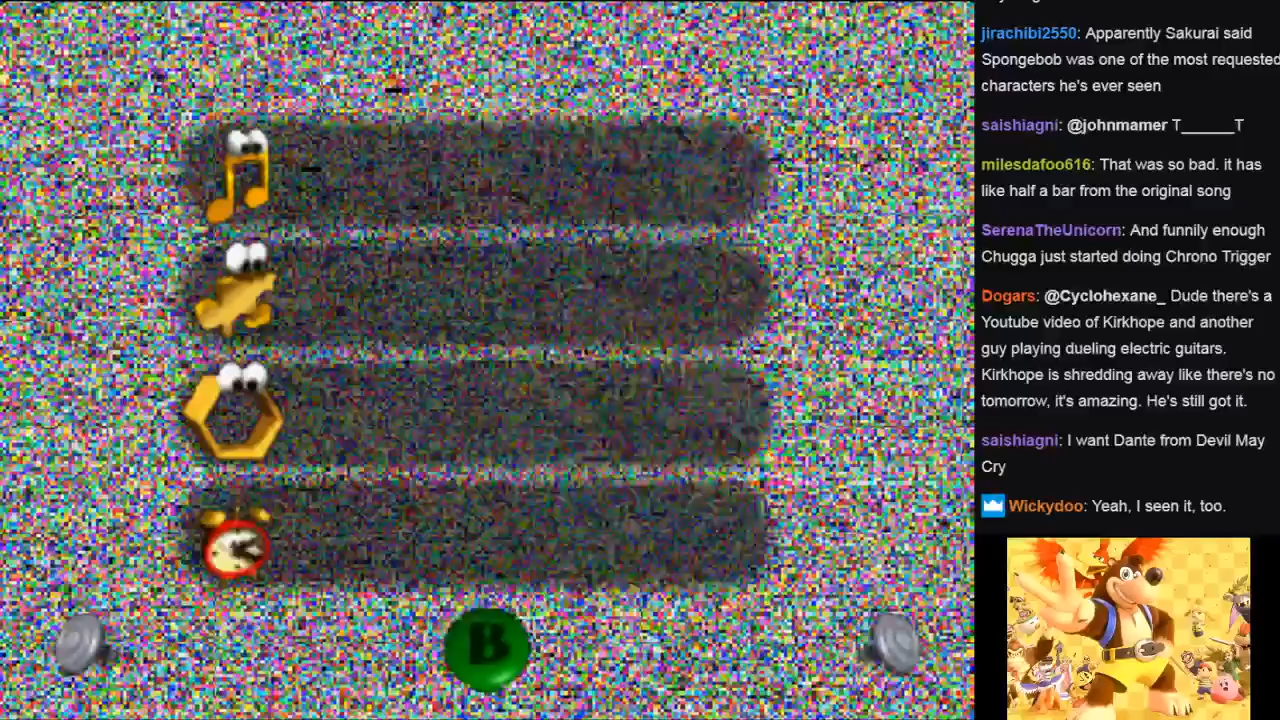 jirachibi2550: Apparently Sakurai said
Spongebob was one of the most requested
characters he's ever seen
saishiagni: @johnmamer T______T
milesdafoo616: That was so bad. it has
like half a bar from the original song
SerenaTheUnicorn: And funnily enough
Chugga just started doing Chrono Trigger
Dogars: @Cyclohexane_ Dude there's a
Youtube video of Kirkhope and another
guy playing dueling electric guitars.
Kirkhope is shredding away like there's no
tomorrow, it's amazing. He's still got it.
saishiagni: I want Dante from Devil May
Cry
Wickydoo: Yeah, I seen it, too.
B